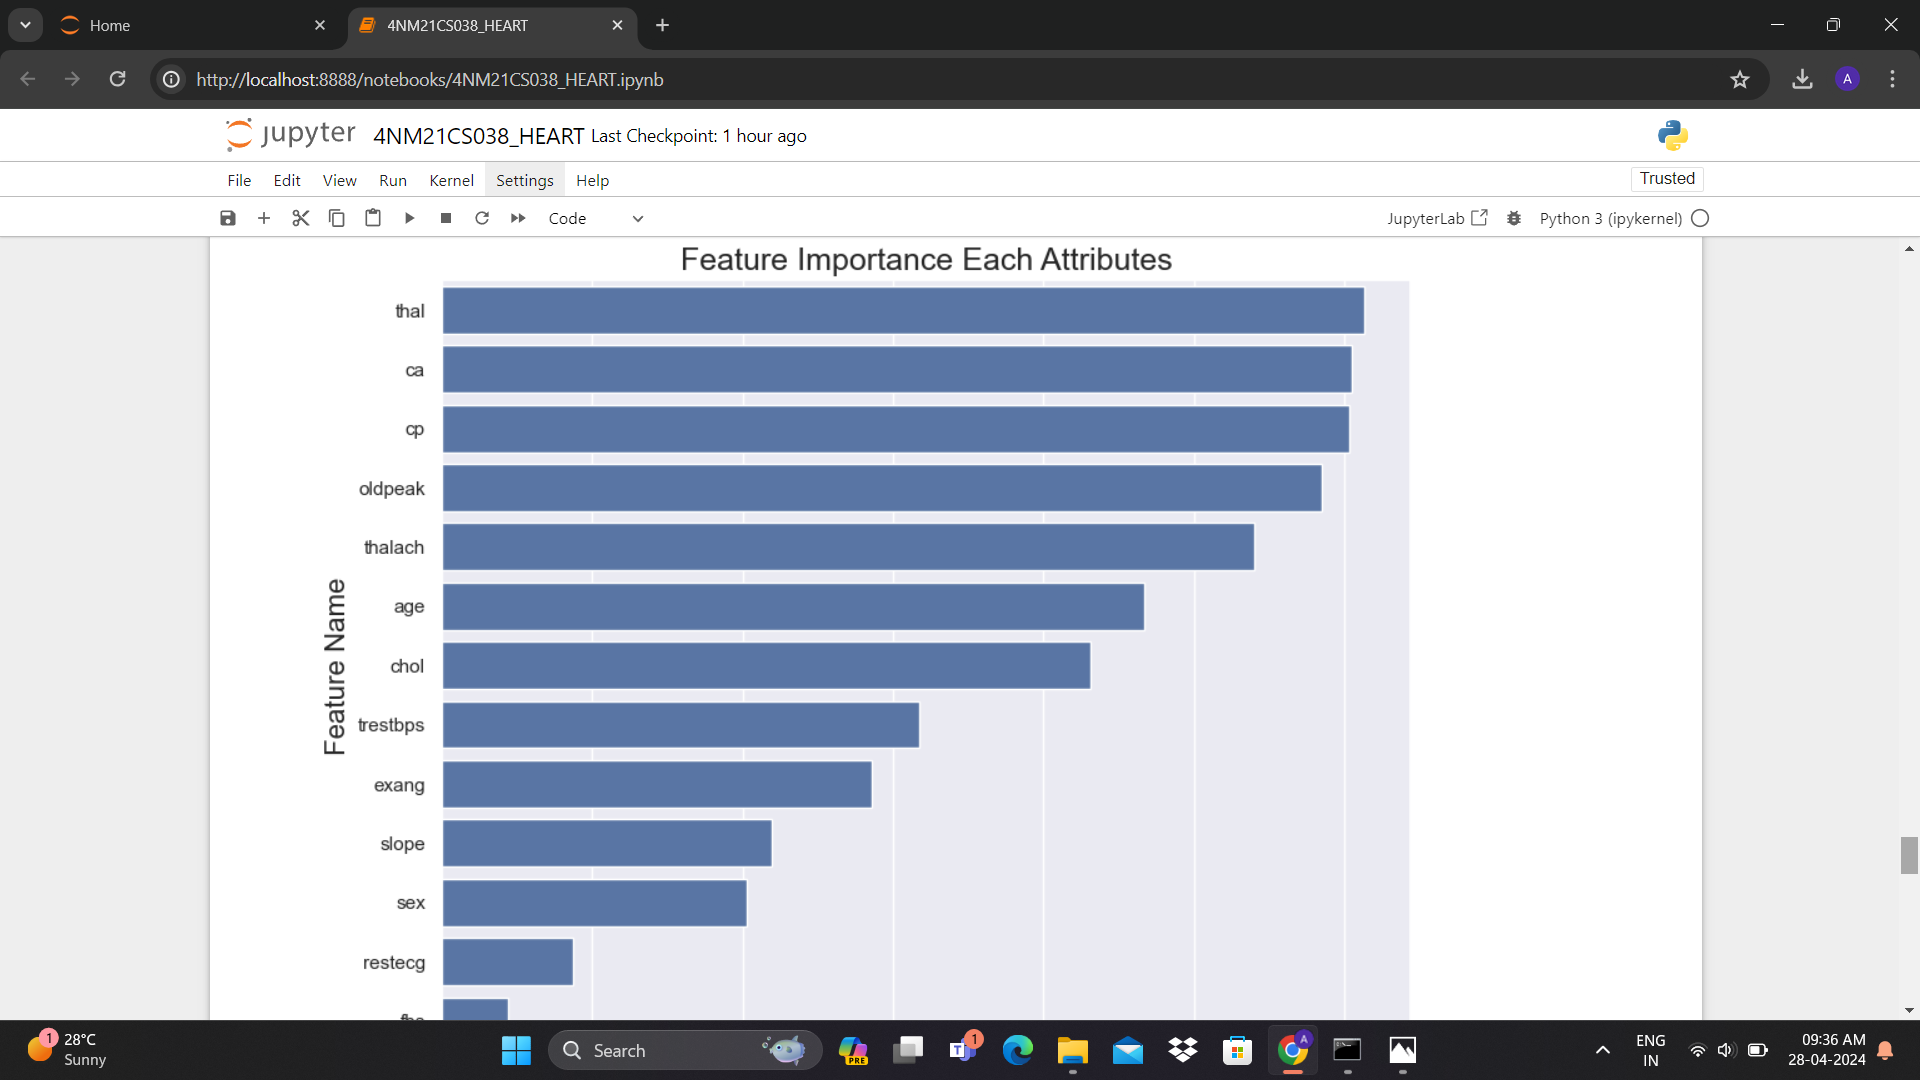 Home
4NM21CS038_HEART
http://localhost:8888/notebooks/4NM21CS038_HEART.ipynb
A
jupyter 4NM21CS038_HEART Last Checkpoint: 1 hour ago
File Edit View Run Kernel Settings Help
Trusted
Code
JupyterLab
Python 3 (ipykernel)
Feature Importance Each Attributes
Feature Name
thal
ca
cp
oldpeak
thalach
age
chol
trestbps
exang
slope
sex
restecg
1
28°C
Sunny
Search
PRE
T
1
A
ENG
IN
09:36 AM
28-04-2024